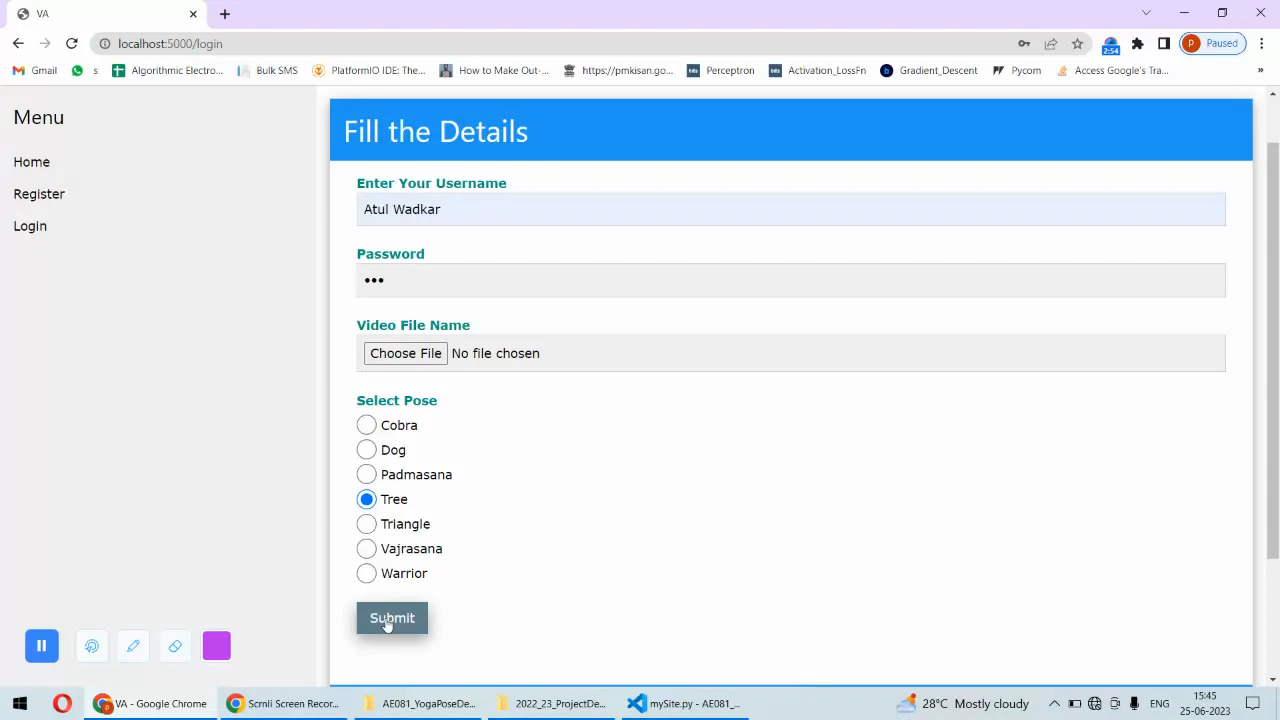 VA
localhost:5000/login
2:54
P Paused
Gmail s Algorithmic Electro... Bulk SMS PlatformIO IDE: The... How to Make Out-... https://pmkisan.go... tds Perceptron tds Activation_LossFn b Gradient_Descent Pycom Access Google's Tra... »
Menu
Home
Register
Login
Fill the Details
Enter Your Username
Atul Wadkar
Password
•••
Video File Name
Choose File No file chosen
Select Pose
Cobra
Dog
Padmasana
Tree
Triangle
Vajrasana
Warrior
Submit
VA - Google Chrome Scrnli Screen Recor... AE081_YogaPoseDe... 2022_23_ProjectDe... mySite.py - AE081_... 28°C Mostly cloudy ENG 15:45
25-06-2023